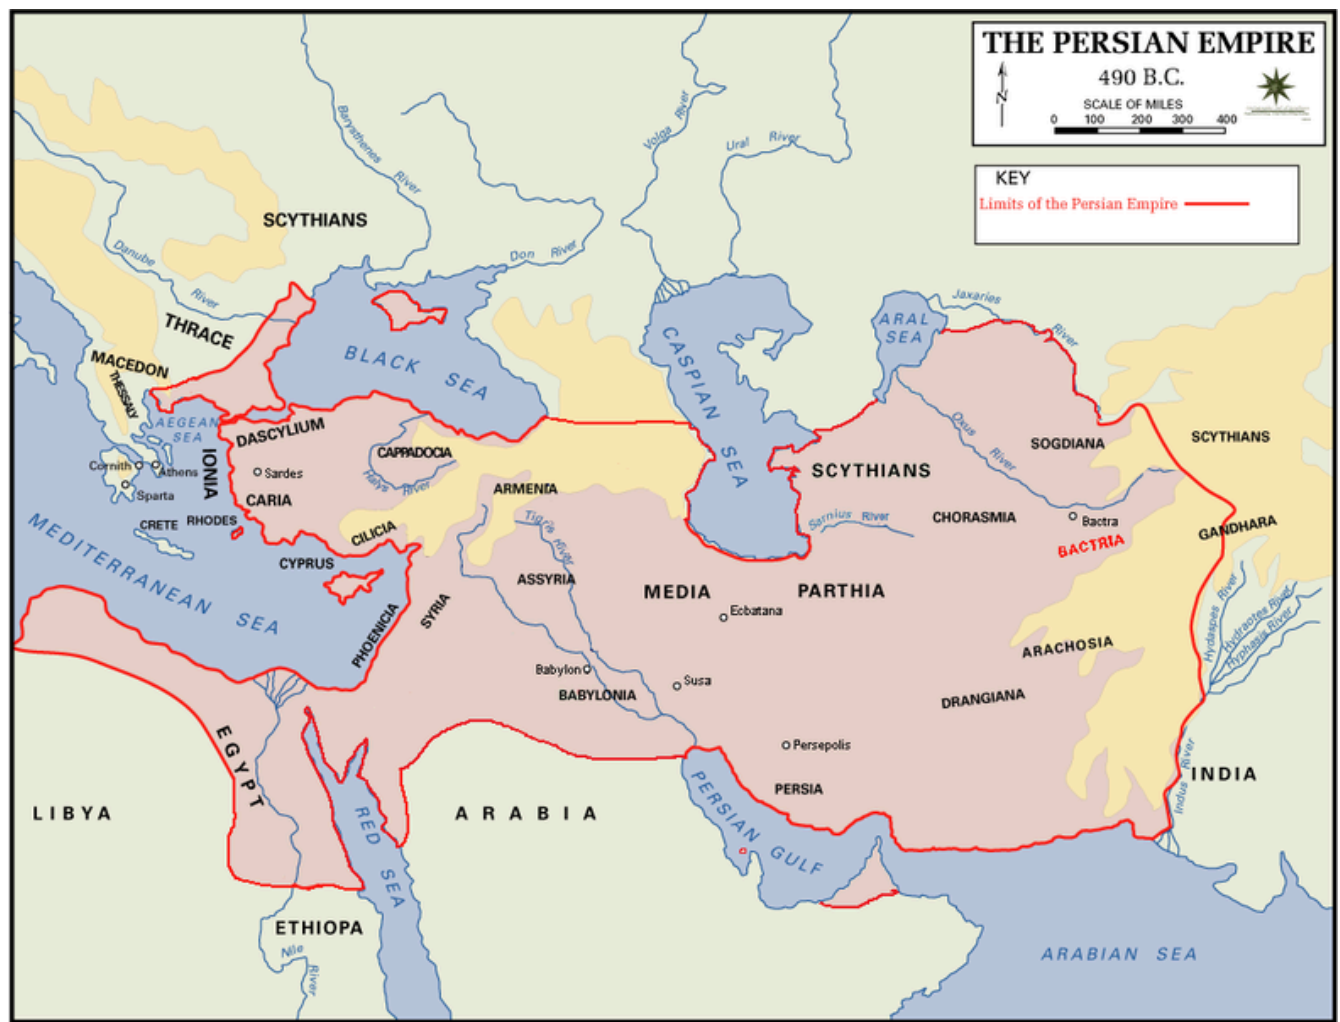 THE PERSIAN EMPIRE
490 B.C.
N
SCALE OF MILES
0 100 200 300 400
KEY
Limits of the Persian Empire
Barysthenes River
Volga River
Ural River
SCYTHIANS
Danube River
Don River
THRACE
MACEDON
THESSALY
BLACK SEA
CASPIAN SEA
ARAL SEA
Jaxaries River
AEGEAN SEA
DASCYLIUM
IONIA
Sardes
CARIA
CAPPADOCIA
Halys River
ARMENIA
CILICIA
Cornith
Athens
Sparta
CRETE
RHODES
CYPRUS
MEDITERRANEAN SEA
PHOENICIA
SYRIA
Tigris River
ASSYRIA
MEDIA
Ecbatana
PARTHIA
SCYTHIANS
Sarnius River
CHORASMIA
Oxus River
SOGDIANA
SCYTHIANS
Bactra
BACTRIA
GANDHARA
Hydaspes River
Hydraotes River
Hyphasis River
ARACHOSIA
DRANGIANA
Babylon
BABYLONIA
Susa
Persepolis
PERSIA
INDIA
Indus River
EGYPT
LIBYA
ARABIA
RED SEA
PERSIAN GULF
ETHIOPA
Nile River
ARABIAN SEA